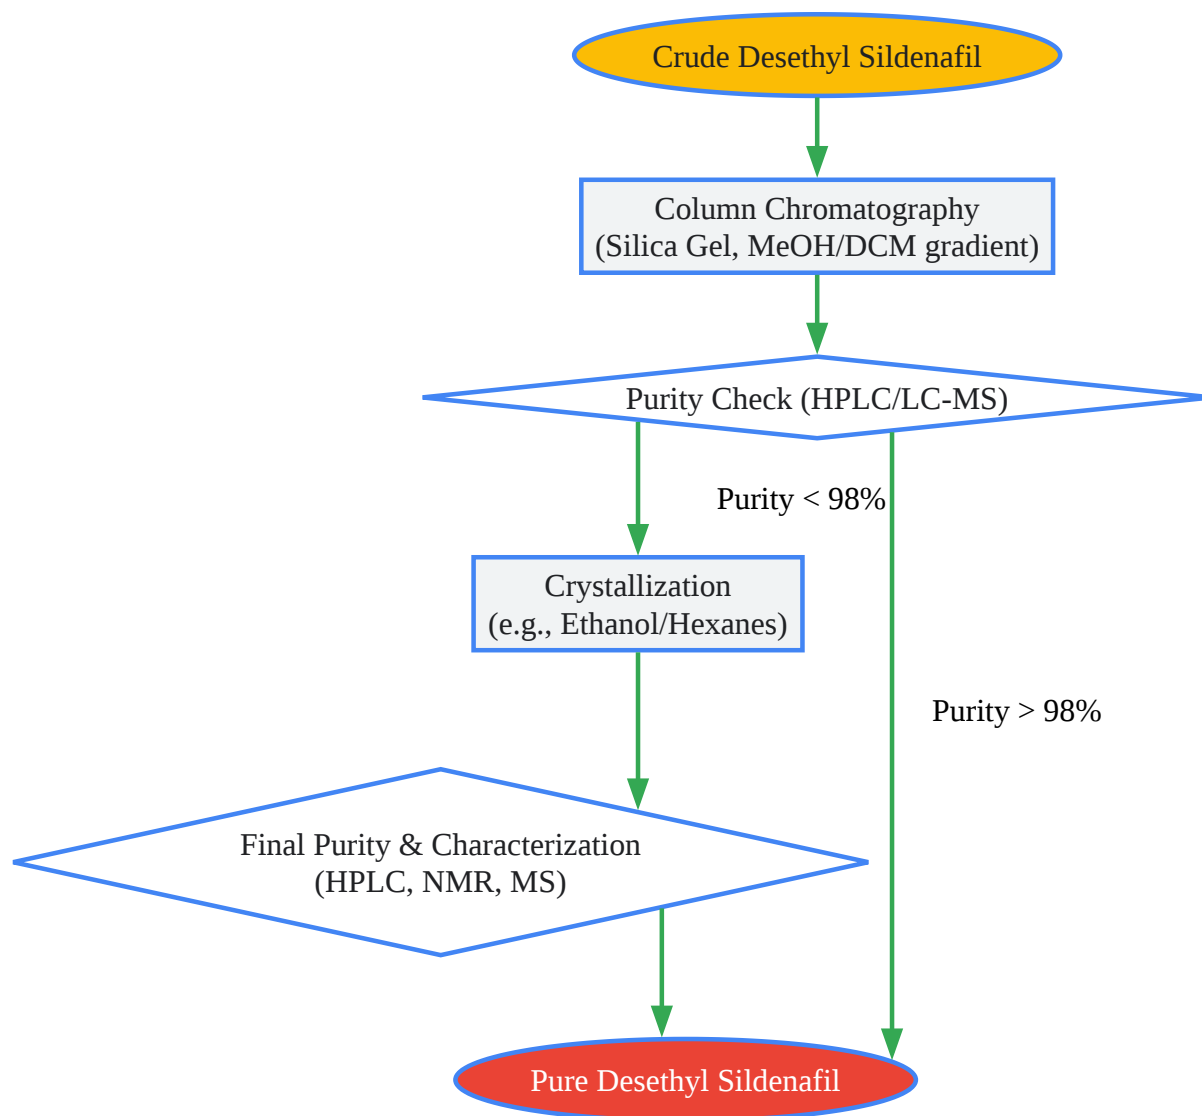 Crude Desethyl Sildenafil
Column Chromatography
(Silica Gel, MeOH/DCM gradient)
Purity Check (HPLC/LC-MS)
Purity < 98%
Crystallization
(e.g., Ethanol/Hexanes)
Purity > 98%
Final Purity & Characterization
(HPLC, NMR, MS)
Pure Desethyl Sildenafil